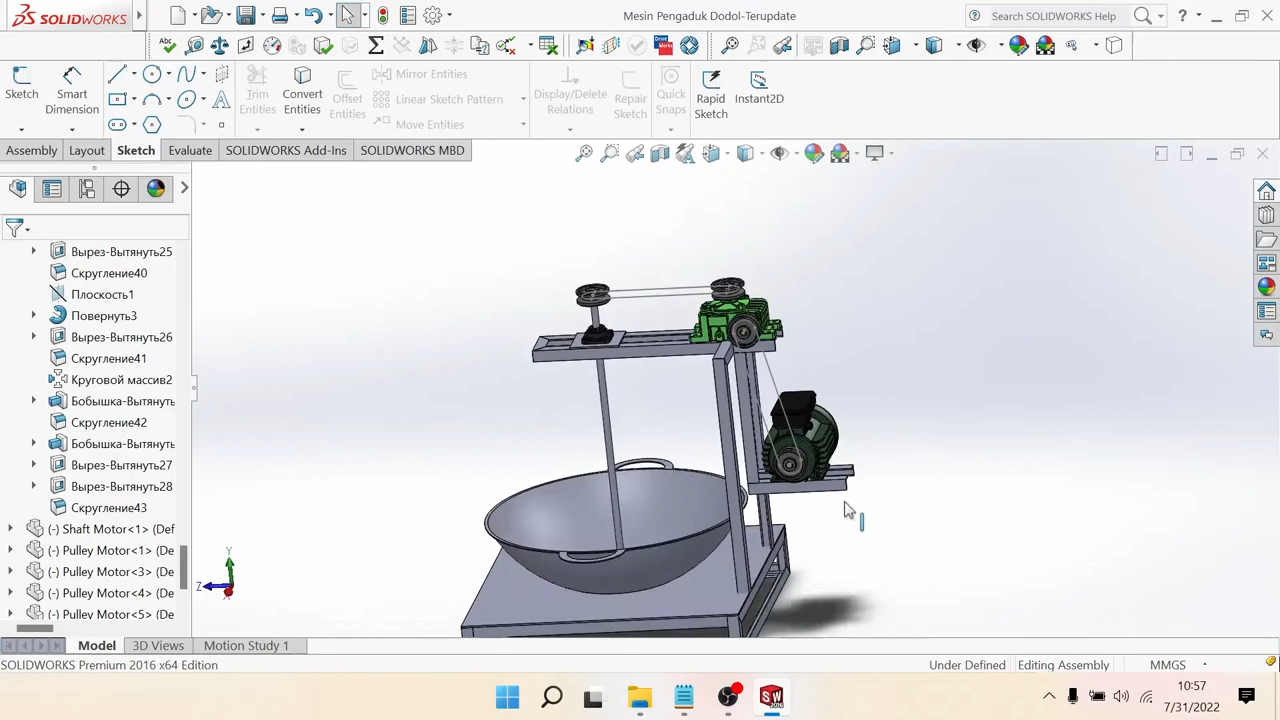 SOLIDWORKS
Mesin Pengaduk Dodol-Terupdate
Search SOLIDWORKS Help
Sketch
Smart Dimension
Trim Entities
Convert Entities
Offset Entities
Mirror Entities
Linear Sketch Pattern
Move Entities
Display/Delete Relations
Repair Sketch
Quick Snaps
Rapid Sketch
Instant2D
Assembly
Layout
Sketch
Evaluate
SOLIDWORKS Add-Ins
SOLIDWORKS MBD
Вырез-Вытянуть25
Скругление40
Плоскость1
Повернуть3
Вырез-Вытянуть26
Скругление41
Круговой массив2
Бобышка-Вытянуть
Скругление42
Бобышка-Вытянуть
Вырез-Вытянуть27
Вырез-Вытянуть28
Скругление43
(-) Shaft Motor<1> (Def
(-) Pulley Motor<1> (De
(-) Pulley Motor<3> (De
(-) Pulley Motor<4> (De
(-) Pulley Motor<5> (De
Y
Z
X
Model
3D Views
Motion Study 1
SOLIDWORKS Premium 2016 x64 Edition
Under Defined
Editing Assembly
MMGS
10:57
7/31/2022